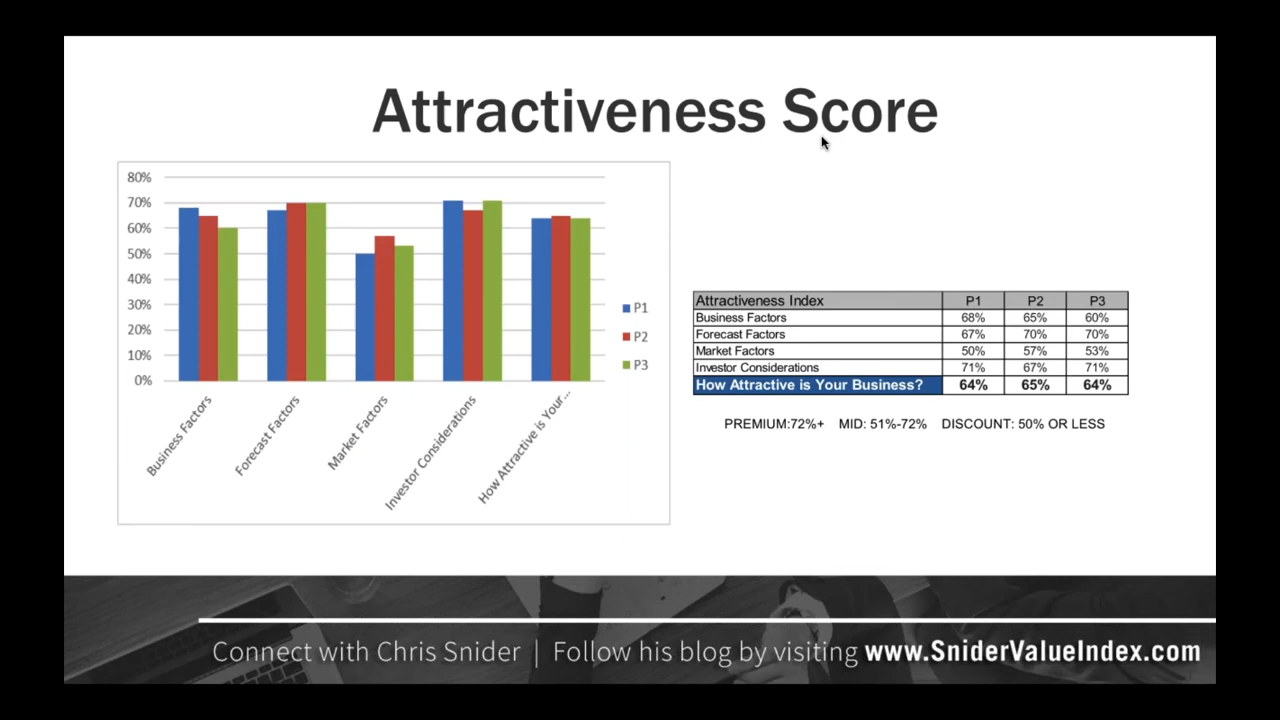 Attractiveness Score
80%
70%
60%
50%
40%
30%
20%
10%
0%
Business Factors
Forecast Factors
Market Factors
Investor Considerations
How Attractive is Your...
P1
P2
P3
Attractiveness Index P1 P2 P3
Business Factors 68% 65% 60%
Forecast Factors 67% 70% 70%
Market Factors 50% 57% 53%
Investor Considerations 71% 67% 71%
How Attractive is Your Business? 64% 65% 64%
PREMIUM:72%+ MID: 51%-72% DISCOUNT: 50% OR LESS
Connect with Chris Snider | Follow his blog by visiting www.SniderValueIndex.com